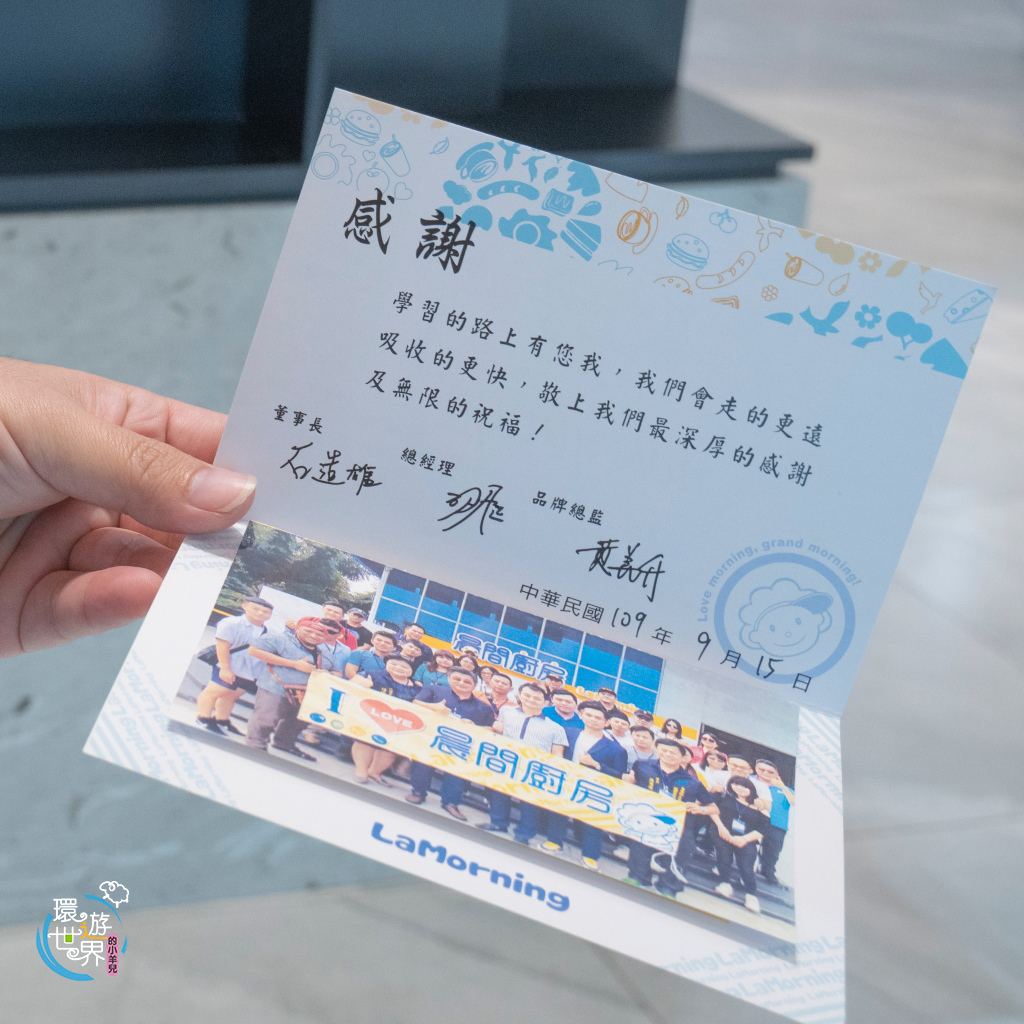 感謝
學習的路上有您我，我們會走的更遠
吸收的更快，敬上我們最深厚的感謝
及無限的祝福！
董事長
石造雄
總經理
品牌總監
中華民國109年 9月15日
Love morning, grand morning!
晨間廚房
I LOVE 晨間廚房
LaMorning
環遊世界的小羊兒